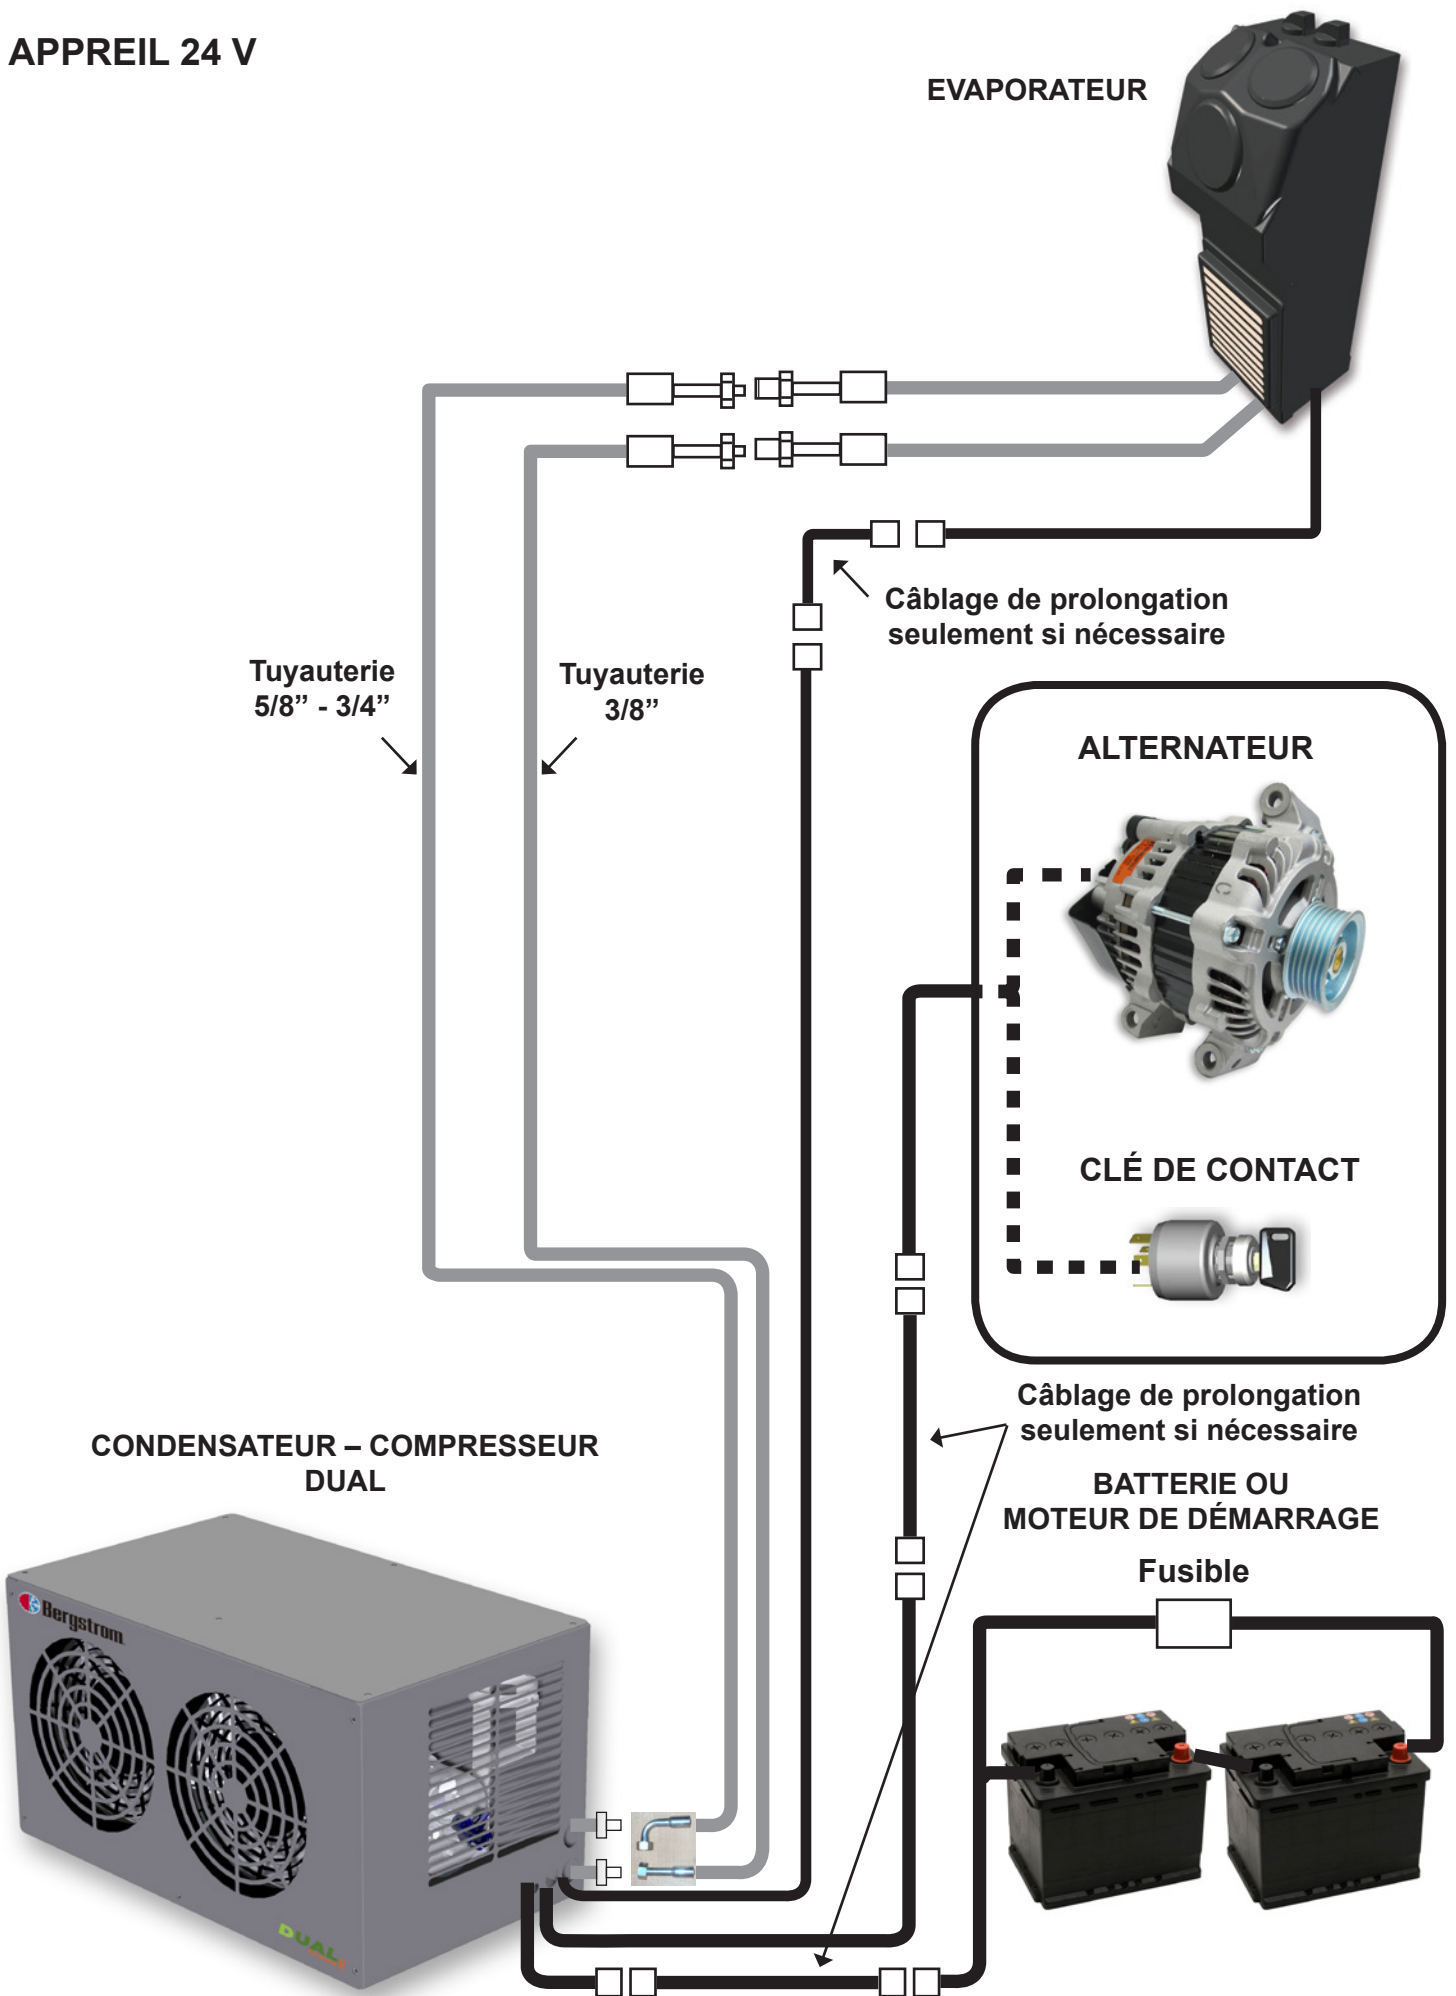 APPREIL 24 V
EVAPORATEUR
Câblage de prolongation
seulement si nécessaire
Tuyauterie
5/8” - 3/4”
Tuyauterie
3/8”
ALTERNATEUR
CLÉ DE CONTACT
Câblage de prolongation
seulement si nécessaire
CONDENSATEUR – COMPRESSEUR
DUAL
BATTERIE OU
MOTEUR DE DÉMARRAGE
Fusible
Bergstrom
DUAL